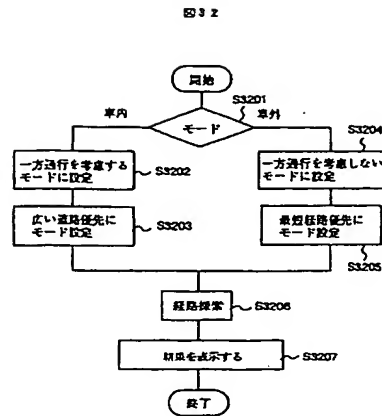 図32
開始
S3201
車内
モード
車外
S3204
一方通行を考慮する
モードに設定
S3202
一方通行を考慮しない
モードに設定
広い道路優先に
モード設定
S3203
最短経路優先に
モード設定
S3205
経路探索
S3206
結果を表示する
S3207
終了